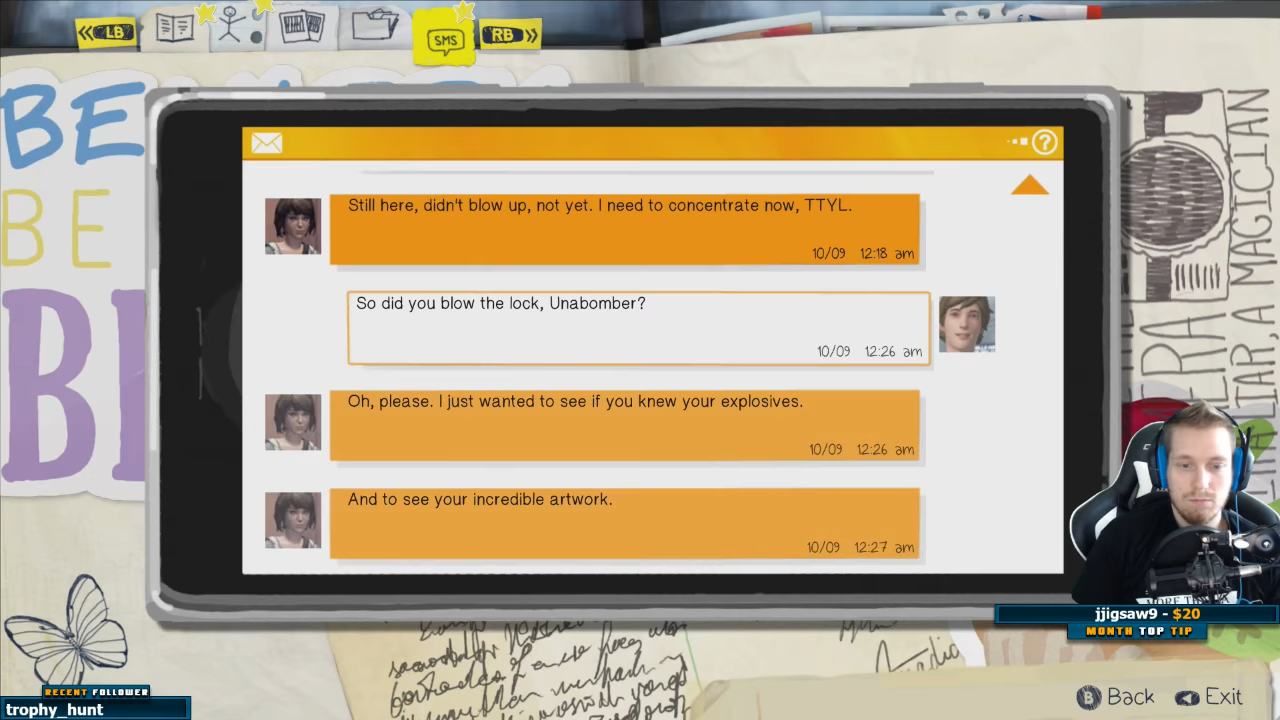 LB
SMS
RB
BE
BE
B
Still here, didn't blow up, not yet. I need to concentrate now, TTYL.
10/09 12:18 am
So did you blow the lock, Unabomber?
10/09 12:26 am
Oh, please. I just wanted to see if you knew your explosives.
10/09 12:26 am
And to see your incredible artwork.
10/09 12:27 am
LIAR, A MAGICIAN
jjigsaw9 - $20
MONTH TOP TIP
RECENT FOLLOWER
trophy_hunt
B Back
Exit